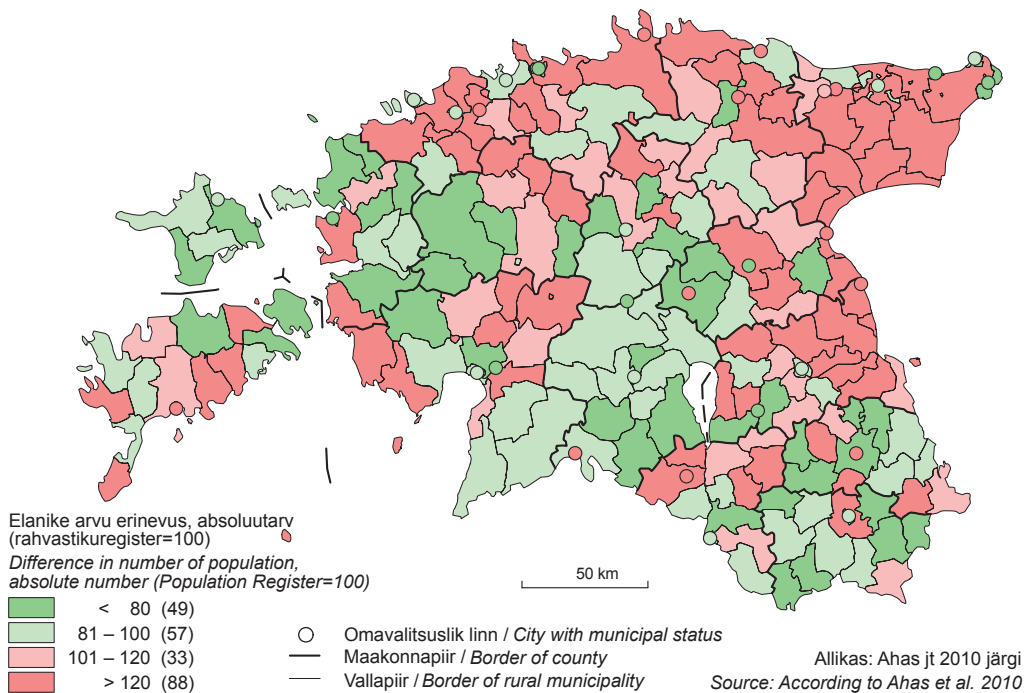 Elanike arvu erinevus, absoluutarv
(rahvastikuregister=100)
Difference in number of population,
absolute number (Population Register=100)
< 80 (49)
81 – 100 (57)
101 – 120 (33)
> 120 (88)
50 km
Omavalitsuslik linn / City with municipal status
Maakonnapiir / Border of county
Vallapiir / Border of rural municipality
Allikas: Ahas jt 2010 järgi
Source: According to Ahas et al. 2010